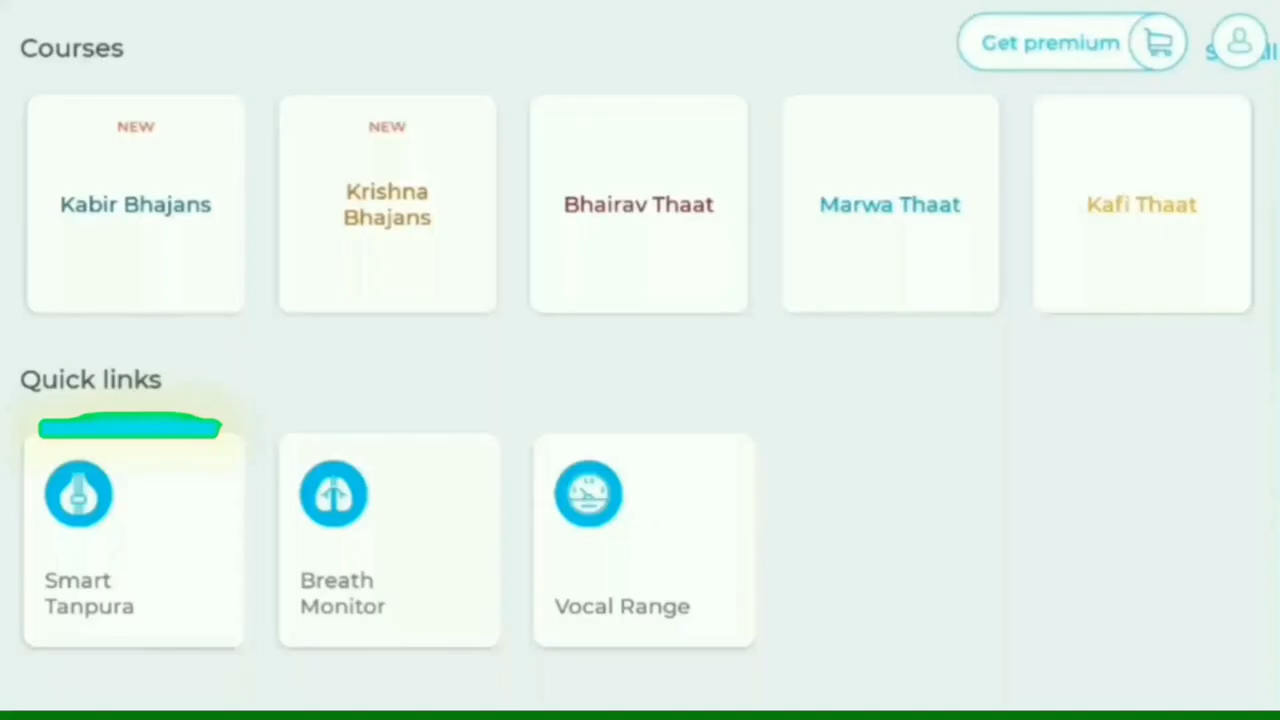 Courses
Get premium
NEW
Kabir Bhajans
NEW
Krishna
Bhajans
Bhairav Thaat
Marwa Thaat
Kafi Thaat
Quick links
Smart
Tanpura
Breath
Monitor
Vocal Range